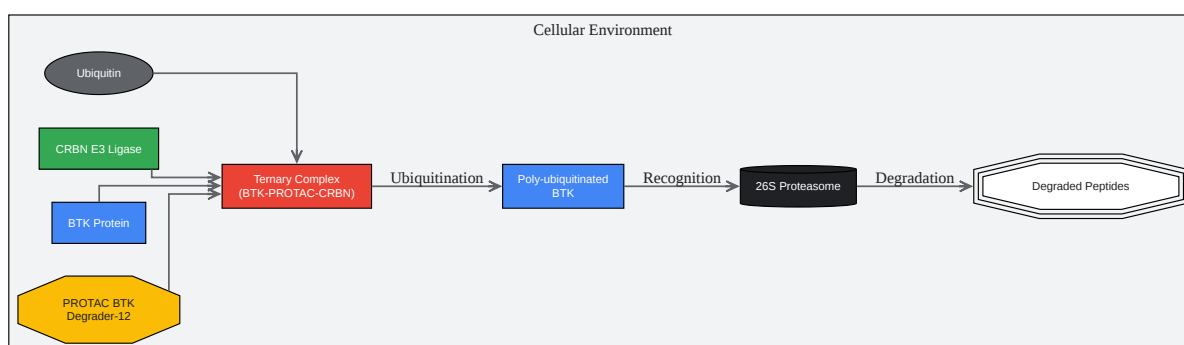 Cellular Environment
Ubiquitin
CRBN E3 Ligase
BTK Protein
PROTAC BTK
Degrader-12
Ternary Complex
(BTK-PROTAC-CRBN)
Ubiquitination
Poly-ubiquitinated
BTK
Recognition
26S Proteasome
Degradation
Degraded Peptides